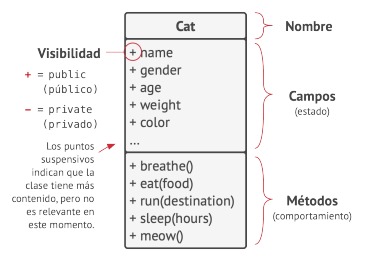 Cat
Nombre
Visibilidad
+ name
+ gender
+ age
+ weight
+ color
...
+ = public
(público)
– = private
(privado)
Campos
(estado)
Los puntos
suspensivos
indican que la
clase tiene más
contenido, pero no
es relevante en
este momento.
+ breathe()
+ eat(food)
+ run(destination)
+ sleep(hours)
+ meow()
Métodos
(comportamiento)